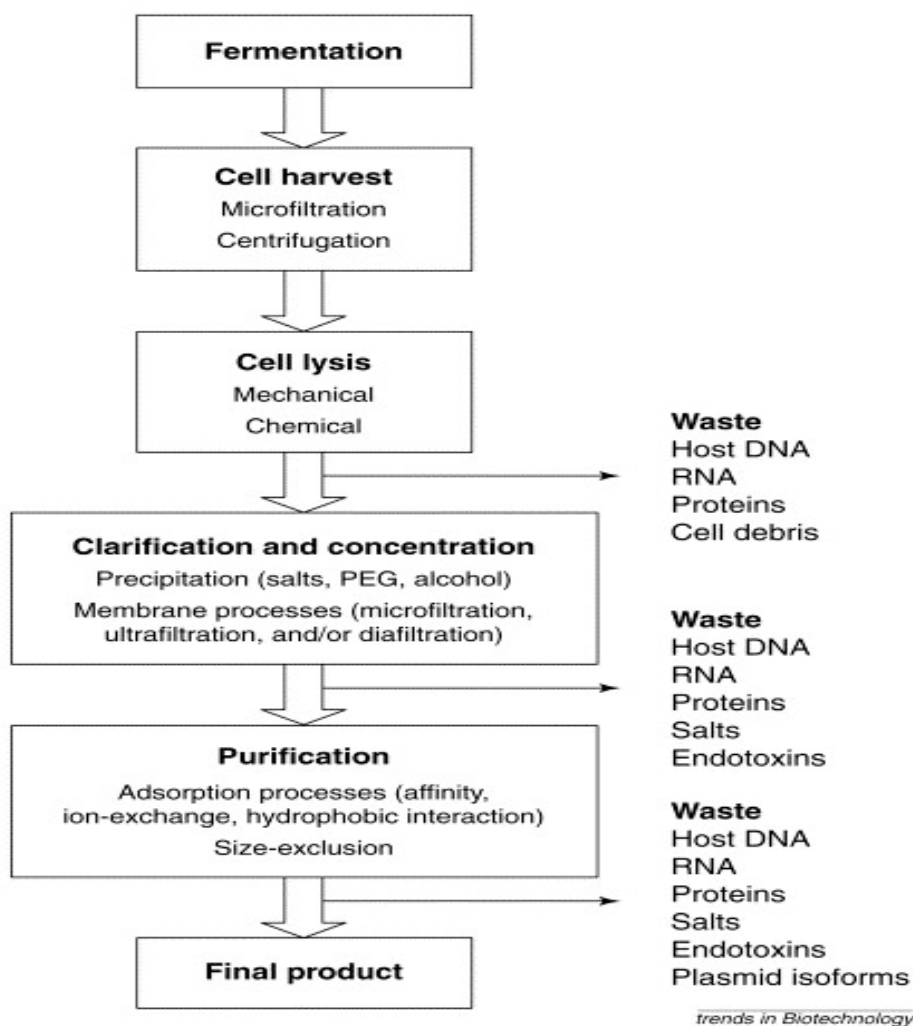 Fermentation
Cell harvest
Microfiltration
Centrifugation
Cell lysis
Mechanical
Chemical
Waste
Host DNA
RNA
Proteins
Cell debris
Clarification and concentration
Precipitation (salts, PEG, alcohol)
Membrane processes (microfiltration,
ultrafiltration, and/or diafiltration)
Waste
Host DNA
RNA
Proteins
Salts
Endotoxins
Purification
Adsorption processes (affinity,
ion-exchange, hydrophobic interaction)
Size-exclusion
Waste
Host DNA
RNA
Proteins
Salts
Endotoxins
Plasmid isoforms
Final product
trends in Biotechnology